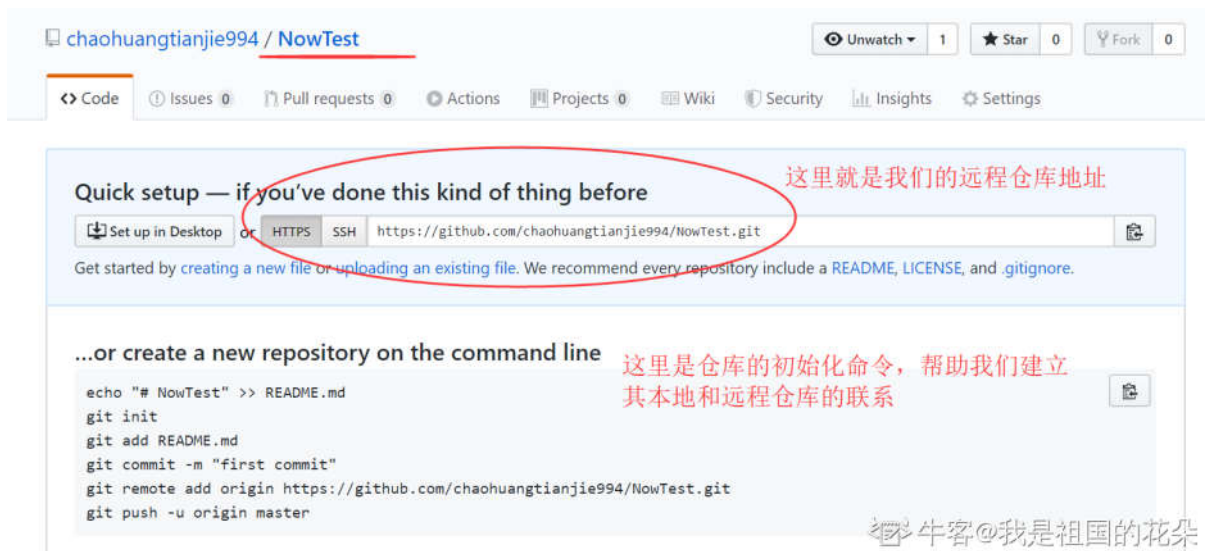 chaohuangtianjie994 / NowTest
Unwatch 1 Star 0 Fork 0
Code Issues 0 Pull requests 0 Actions Projects 0 Wiki Security Insights Settings
Quick setup — if you've done this kind of thing before
这里就是我们的远程仓库地址
Set up in Desktop or HTTPS SSH https://github.com/chaohuangtianjie994/NowTest.git
Get started by creating a new file or uploading an existing file. We recommend every repository include a README, LICENSE, and .gitignore.
...or create a new repository on the command line
这里是仓库的初始化命令，帮助我们建立
其本地和远程仓库的联系
echo "# NowTest" >> README.md
git init
git add README.md
git commit -m "first commit"
git remote add origin https://github.com/chaohuangtianjie994/NowTest.git
git push -u origin master
牛客@我是祖国的花朵